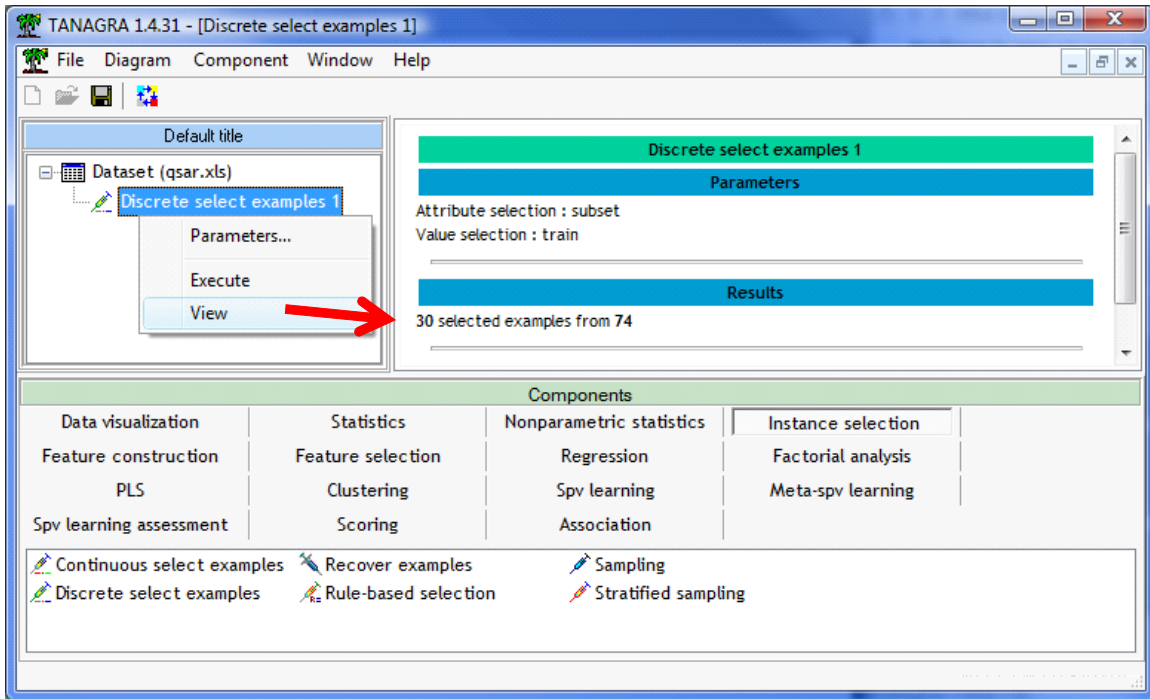 TANAGRA 1.4.31 - [Discrete select examples 1]
File Diagram Component Window Help
Default title
Dataset (qsar.xls)
Discrete select examples 1
Parameters...
Execute
View
Discrete select examples 1
Parameters
Attribute selection : subset
Value selection : train
Results
30 selected examples from 74
Components
Data visualization Statistics Nonparametric statistics Instance selection
Feature construction Feature selection Regression Factorial analysis
PLS Clustering Spv learning Meta-spv learning
Spv learning assessment Scoring Association
Continuous select examples Recover examples Sampling
Discrete select examples Rule-based selection Stratified sampling